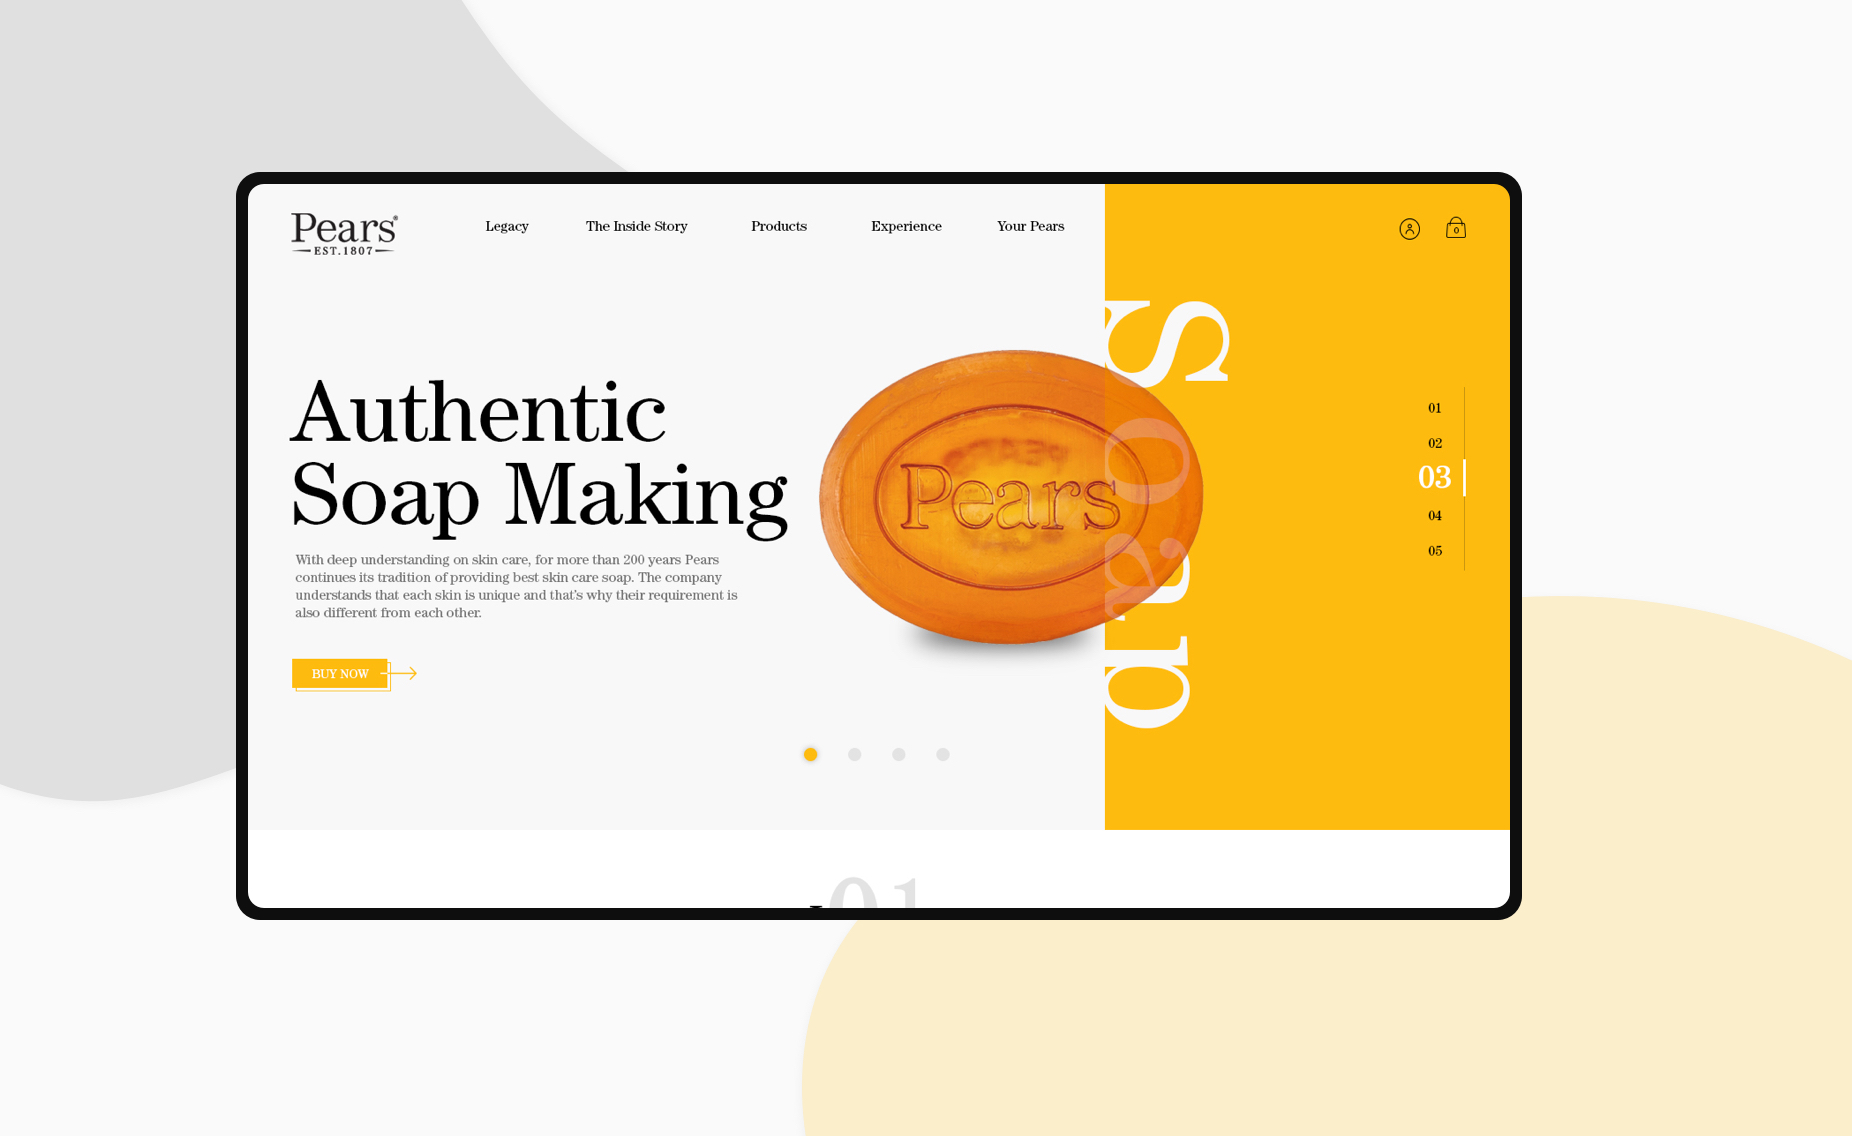 Pears®
EST.1807
Legacy
The Inside Story
Products
Experience
Your Pears
0
Authentic
Soap Making
With deep understanding on skin care, for more than 200 years Pears
continues its tradition of providing best skin care soap. The company
understands that each skin is unique and that's why their requirement is
also different from each other.
BUY NOW
Pears
Soap
01
02
03
04
05
01